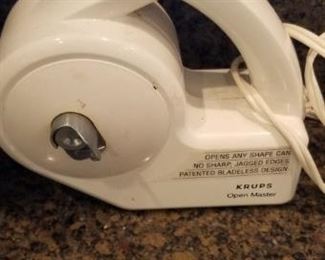 OPENS ANY SHAPE CAN
NO SHARP, JAGGED EDGES
PATENTED BLADELESS DESIGN
KRUPS
Open Master